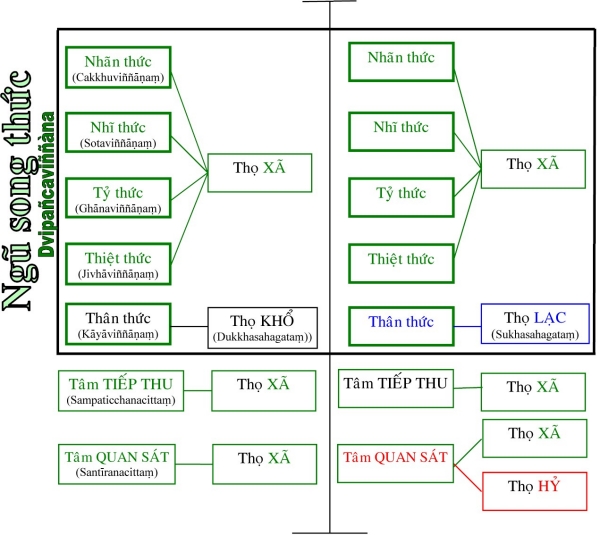 Ngũ song thức
Dvipañcaviññàna
Nhãn thức
(Cakkhuviññāṇaṃ)
Nhĩ thức
(Sotaviññāṇaṃ)
Tỷ thức
(Ghānaviññāṇaṃ)
Thiệt thức
(Jivhāviññāṇaṃ)
Thọ XÃ
Thân thức
(Kāyāviññāṇaṃ)
Thọ KHỔ
(Dukkhasahagataṃ))
Tâm TIẾP THU
(Sampaticchanacittaṃ)
Thọ XÃ
Tâm QUAN SÁT
(Santīranacittaṃ)
Thọ XÃ
Nhãn thức
Nhĩ thức
Tỷ thức
Thiệt thức
Thọ XÃ
Thân thức
Thọ LẠC
(Sukhasahagataṃ)
Tâm TIẾP THU
Thọ XÃ
Tâm QUAN SÁT
Thọ XÃ
Thọ HỶ